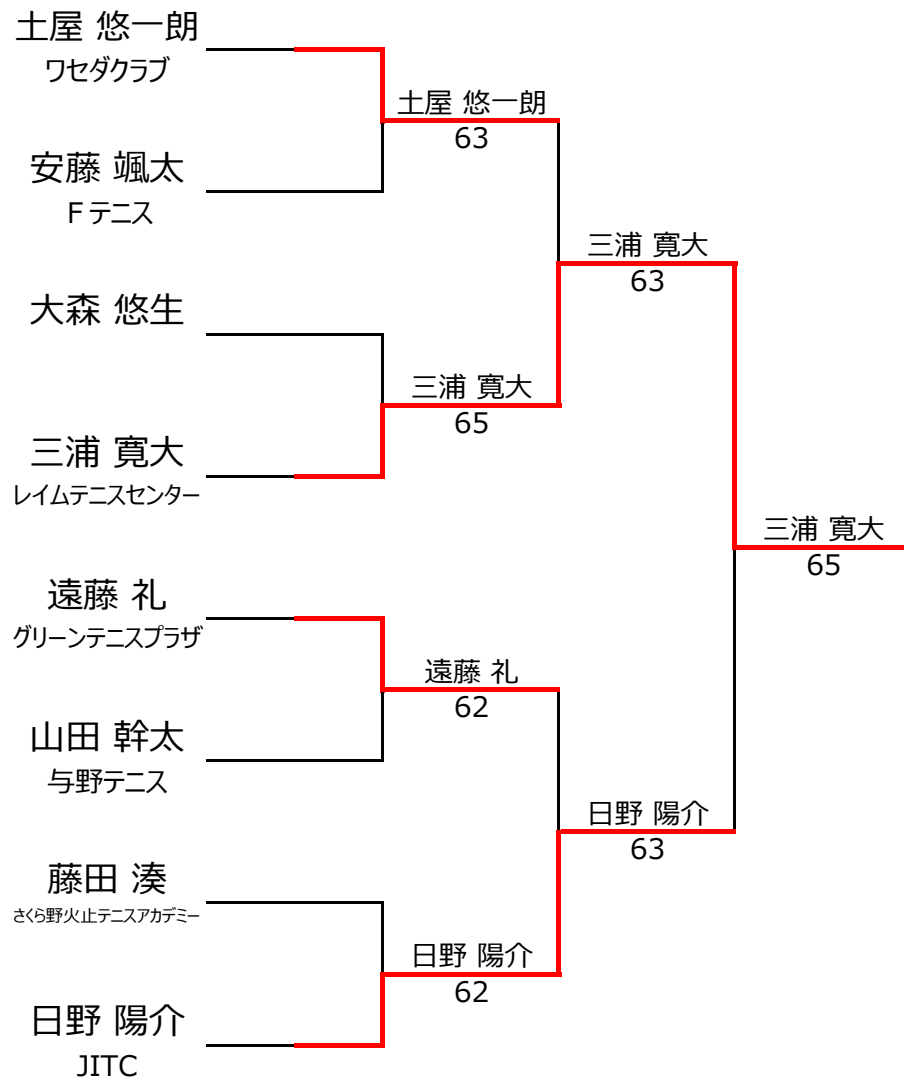 土屋 悠一朗
ワセダクラブ
土屋 悠一朗
63
安藤 颯太
Fテニス
三浦 寛大
63
大森 悠生
三浦 寛大
65
三浦 寛大
レイムテニスセンター
三浦 寛大
65
遠藤 礼
グリーンテニスプラザ
遠藤 礼
62
山田 幹太
与野テニス
日野 陽介
63
藤田 湊
さくら野火止テニスアカデミー
日野 陽介
62
日野 陽介
JITC